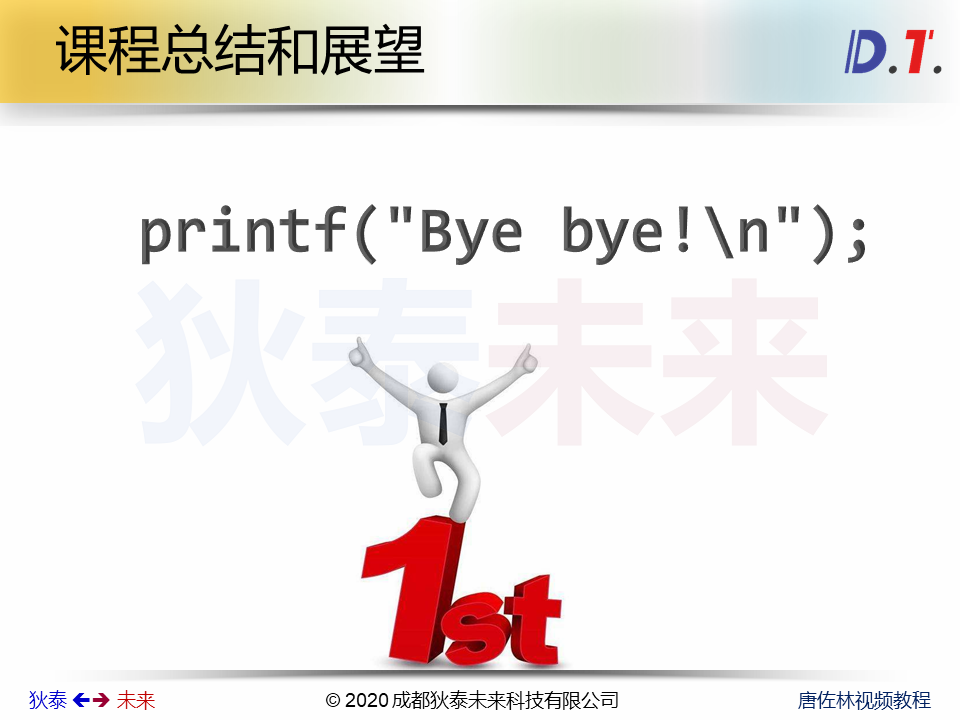 课程总结和展望
D.T.
printf("Bye bye!\n");
狄泰未来
1st
狄泰 未来
© 2020 成都狄泰未来科技有限公司
唐佐林视频教程